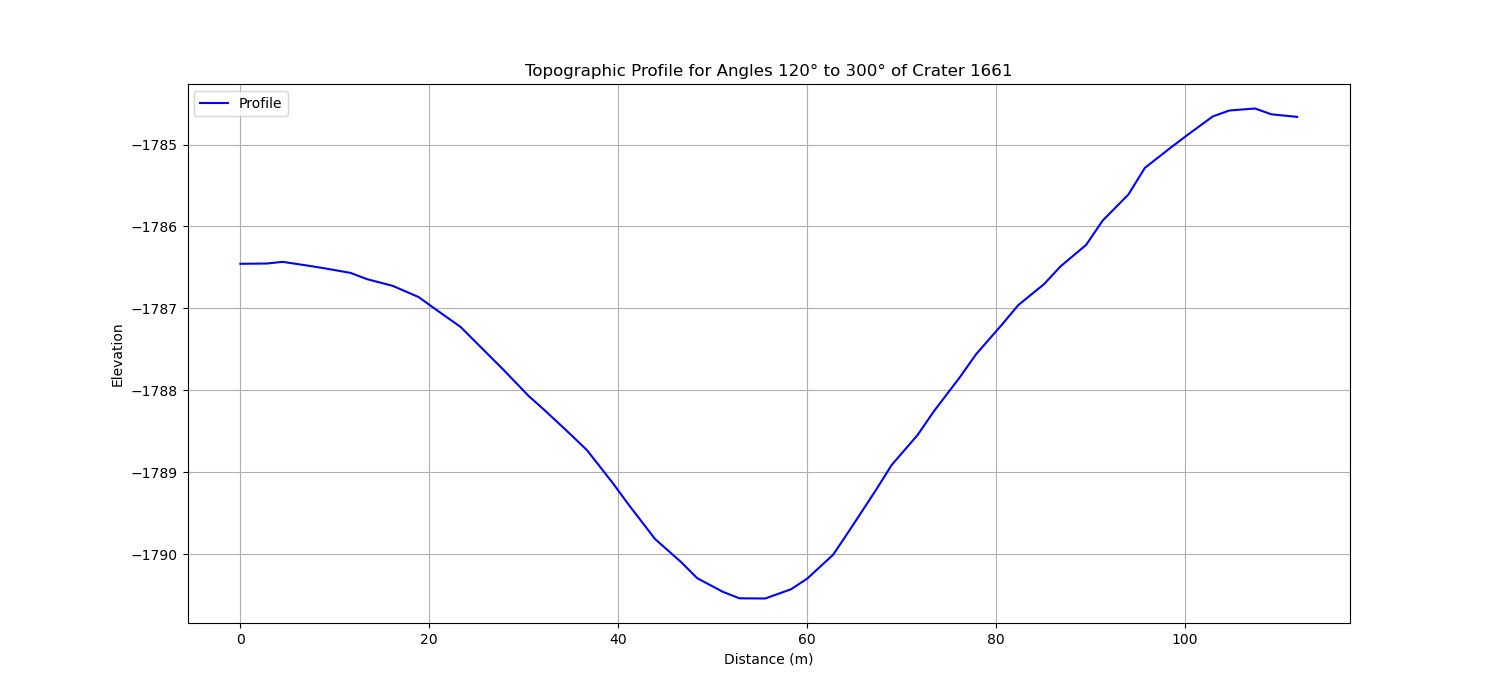 Topographic Profile for Angles 120° to 300° of Crater 1661
Profile
−1785
−1786
−1787
−1788
−1789
−1790
Elevation
0 20 40 60 80 100
Distance (m)